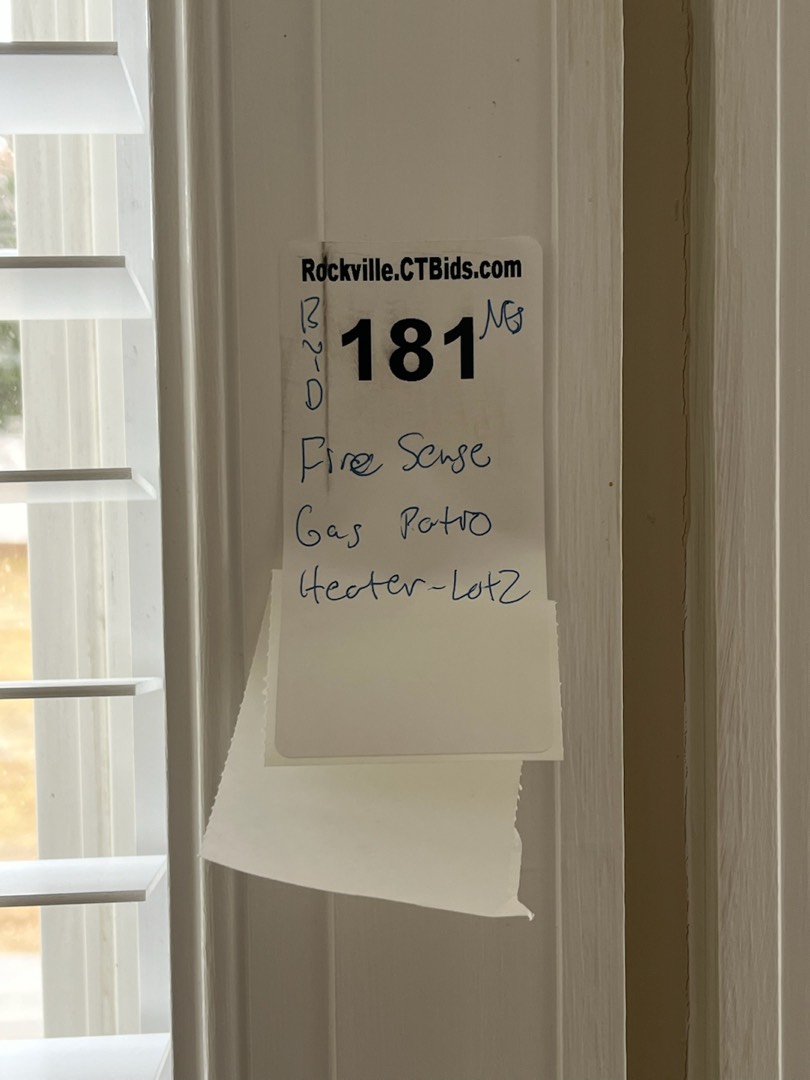 Rockville.CTBids.com
181
Fire Sense
Gas Patio
Heater-Lot2